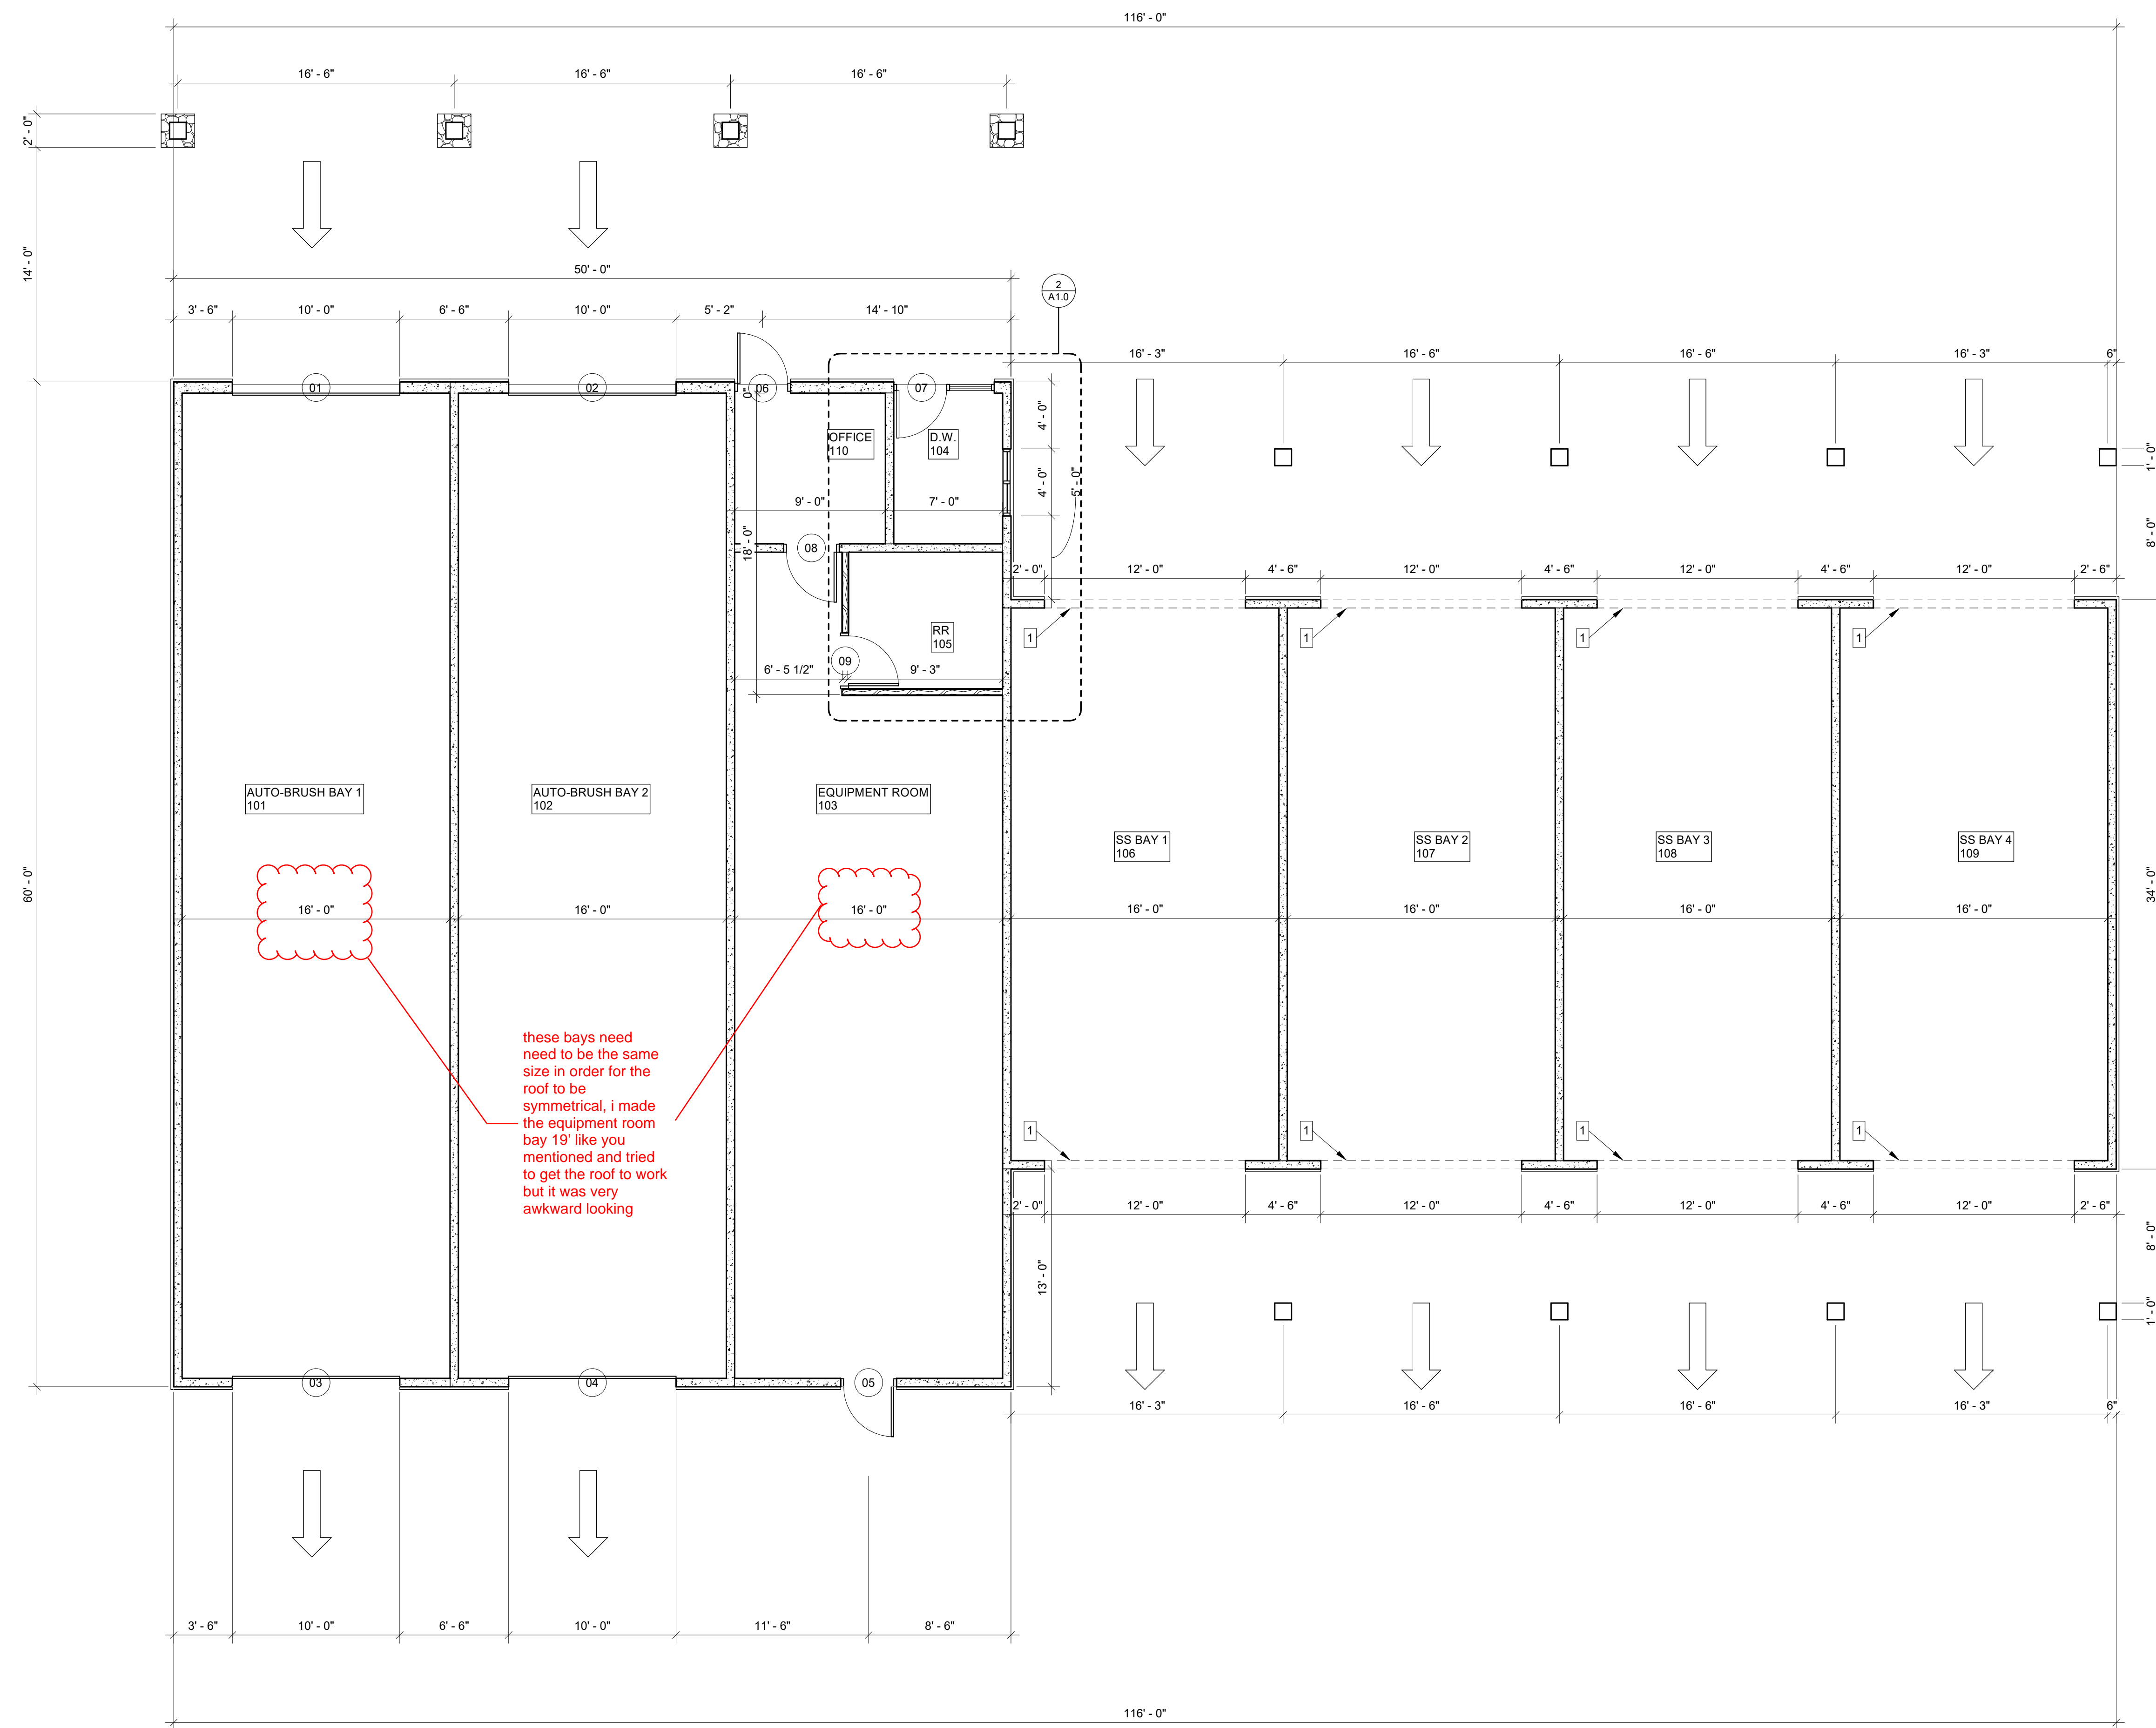 116' - 0"
16' - 6"
16' - 6"
16' - 6"
2' - 0"
14' - 0"
50' - 0"
2
A1.0
3' - 6"
10' - 0"
6' - 6"
10' - 0"
5' - 2"
14' - 10"
16' - 3"
16' - 6"
16' - 6"
16' - 3"
6"
01
02
06
07
0"
4' - 0"
OFFICE
110
D.W.
104
1' - 0"
4' - 0"
5' - 0"
9' - 0"
7' - 0"
8' - 0"
18' - 0"
08
2' - 0"
12' - 0"
4' - 6"
12' - 0"
4' - 6"
12' - 0"
4' - 6"
12' - 0"
2' - 6"
RR
105
1
1
1
1
09
6' - 5 1/2"
9' - 3"
AUTO-BRUSH BAY 1
101
AUTO-BRUSH BAY 2
102
EQUIPMENT ROOM
103
SS BAY 1
106
SS BAY 2
107
SS BAY 3
108
SS BAY 4
109
60' - 0"
34' - 0"
16' - 0"
16' - 0"
16' - 0"
16' - 0"
16' - 0"
16' - 0"
16' - 0"
these bays need
need to be the same
size in order for the
roof to be
symmetrical, i made
the equipment room
bay 19' like you
mentioned and tried
to get the roof to work
but it was very
awkward looking
1
1
1
1
2' - 0"
12' - 0"
4' - 6"
12' - 0"
4' - 6"
12' - 0"
4' - 6"
12' - 0"
2' - 6"
8' - 0"
13' - 0"
1' - 0"
03
04
05
16' - 3"
16' - 6"
16' - 6"
16' - 3"
6"
3' - 6"
10' - 0"
6' - 6"
10' - 0"
11' - 6"
8' - 6"
116' - 0"